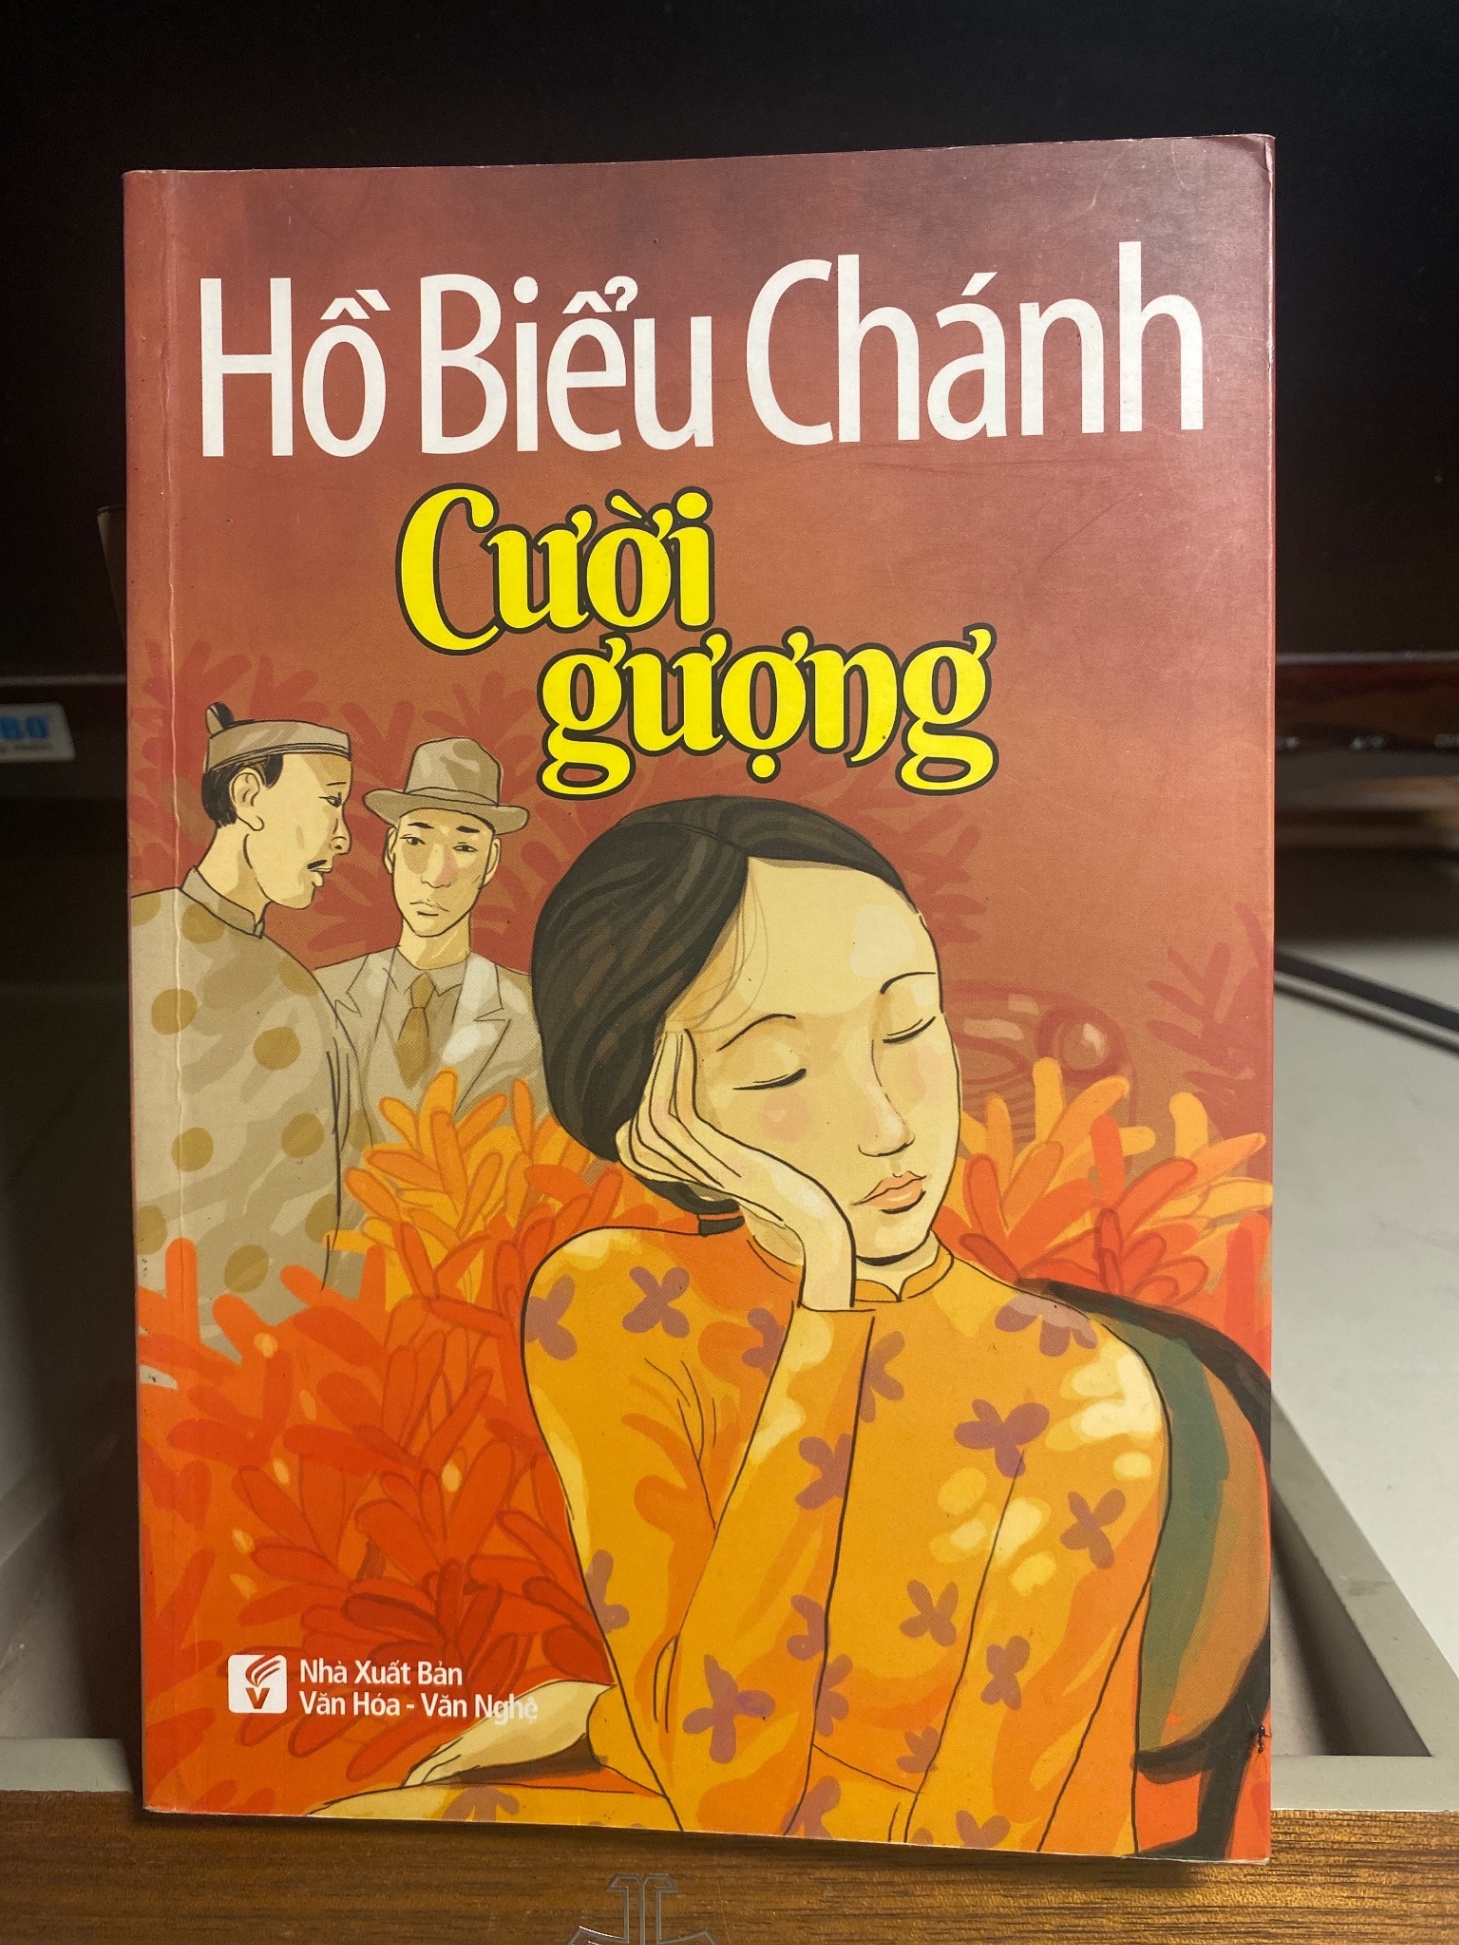 Hồ Biểu Chánh
Cười
gượng
Nhà Xuất Bản
Văn Hóa - Văn Nghệ